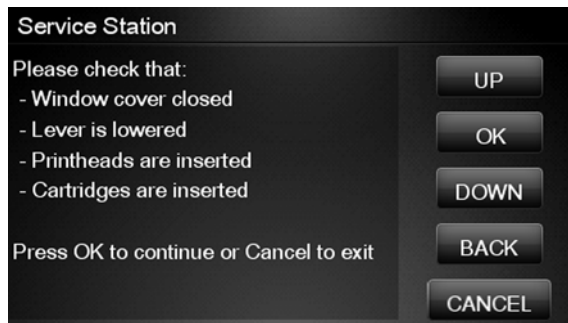 Service Station
Please check that:
- Window cover closed
- Lever is lowered
- Printheads are inserted
- Cartridges are inserted
Press OK to continue or Cancel to exit
UP
OK
DOWN
BACK
CANCEL